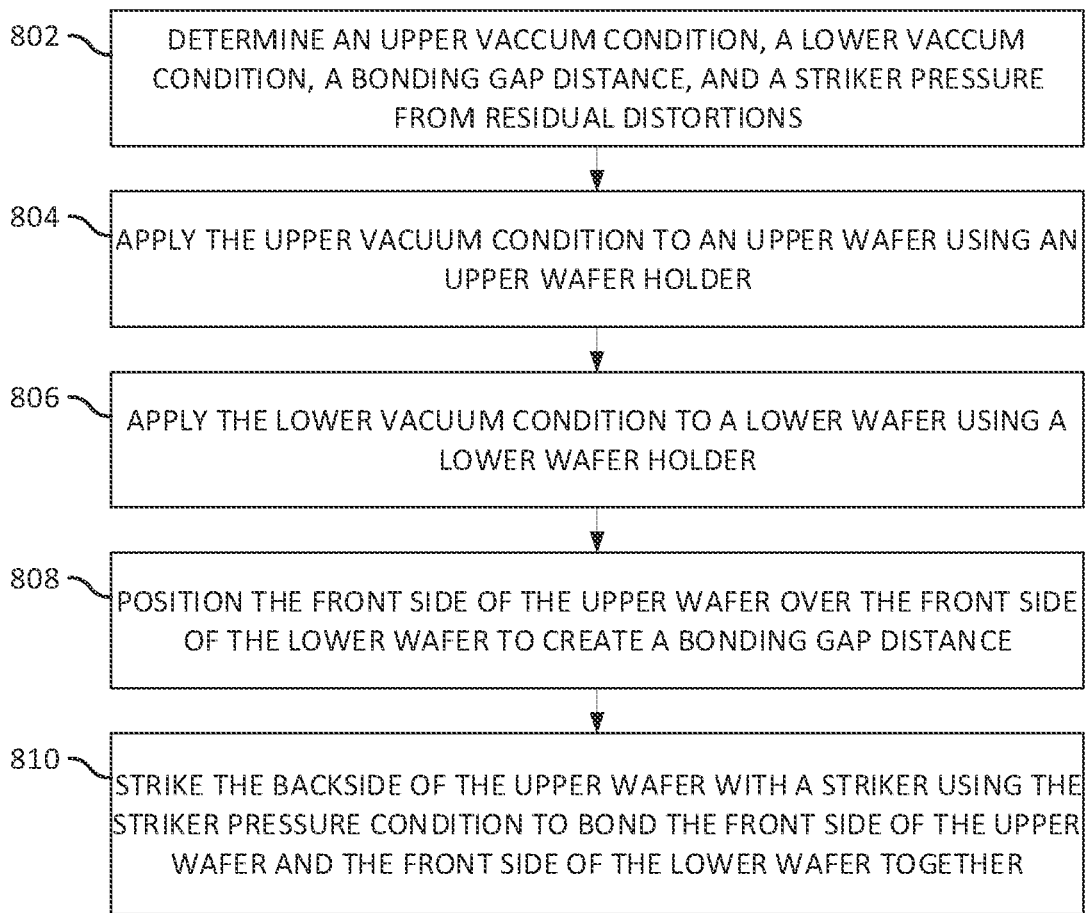 802
DETERMINE AN UPPER VACCUM CONDITION, A LOWER VACCUM
CONDITION, A BONDING GAP DISTANCE, AND A STRIKER PRESSURE
FROM RESIDUAL DISTORTIONS
804
APPLY THE UPPER VACUUM CONDITION TO AN UPPER WAFER USING AN
UPPER WAFER HOLDER
806
APPLY THE LOWER VACUUM CONDITION TO A LOWER WAFER USING A
LOWER WAFER HOLDER
808
POSITION THE FRONT SIDE OF THE UPPER WAFER OVER THE FRONT SIDE
OF THE LOWER WAFER TO CREATE A BONDING GAP DISTANCE
810
STRIKE THE BACKSIDE OF THE UPPER WAFER WITH A STRIKER USING THE
STRIKER PRESSURE CONDITION TO BOND THE FRONT SIDE OF THE UPPER
WAFER AND THE FRONT SIDE OF THE LOWER WAFER TOGETHER